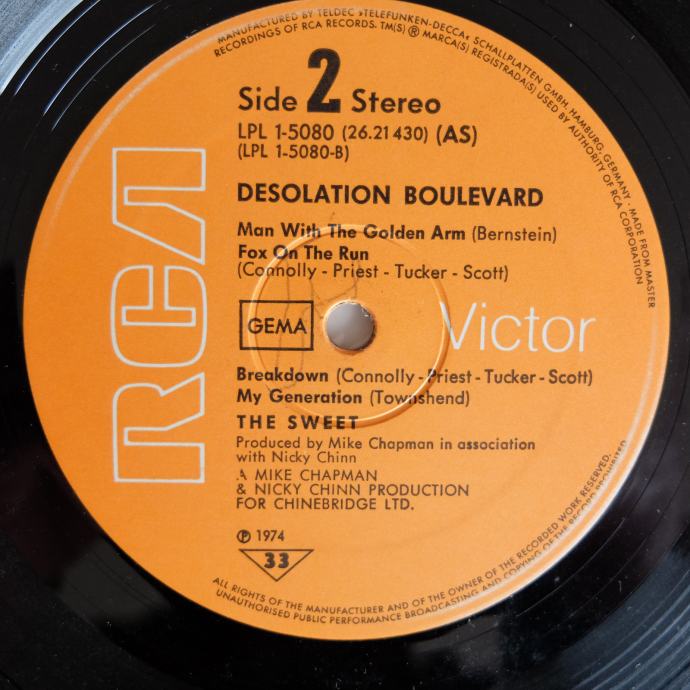 MANUFACTURED BY TELDEC »TELEFUNKEN-DECCA« SCHALLPLATTEN GMBH, HAMBURG, GERMANY · MADE FROM MASTER
RECORDINGS OF RCA RECORDS. TM(S) ® MARCA(S) REGISTRADA(S) USED BY AUTHORITY OF RCA CORPORATION
Side 2 Stereo
LPL 1-5080 (26.21 430) (AS)
(LPL 1-5080-B)
DESOLATION BOULEVARD
Man With The Golden Arm (Bernstein)
Fox On The Run
(Connolly - Priest - Tucker - Scott)
RCA
GEMA
Victor
Breakdown (Connolly - Priest - Tucker - Scott)
My Generation (Townshend)
THE SWEET
Produced by Mike Chapman in association
with Nicky Chinn
A MIKE CHAPMAN
& NICKY CHINN PRODUCTION
FOR CHINEBRIDGE LTD.
℗ 1974
33
ALL RIGHTS OF THE MANUFACTURER AND OF THE OWNER OF THE RECORDED WORK RESERVED.
UNAUTHORISED PUBLIC PERFORMANCE BROADCASTING AND COPYING OF THE RECORD PROHIBITED